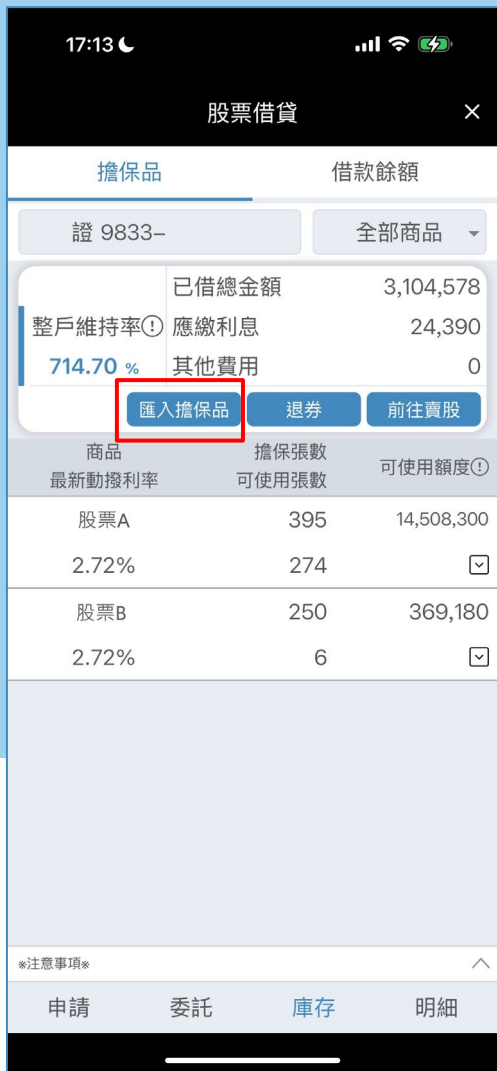 17:13
股票借貸
擔保品 借款餘額
證 9833– 全部商品
已借總金額 3,104,578
整戶維持率 應繳利息 24,390
714.70 % 其他費用 0
匯入擔保品 退券 前往賣股
商品 擔保張數 可使用額度
最新動撥利率 可使用張數
股票A 395 14,508,300
2.72% 274
股票B 250 369,180
2.72% 6
※注意事項※
申請 委託 庫存 明細